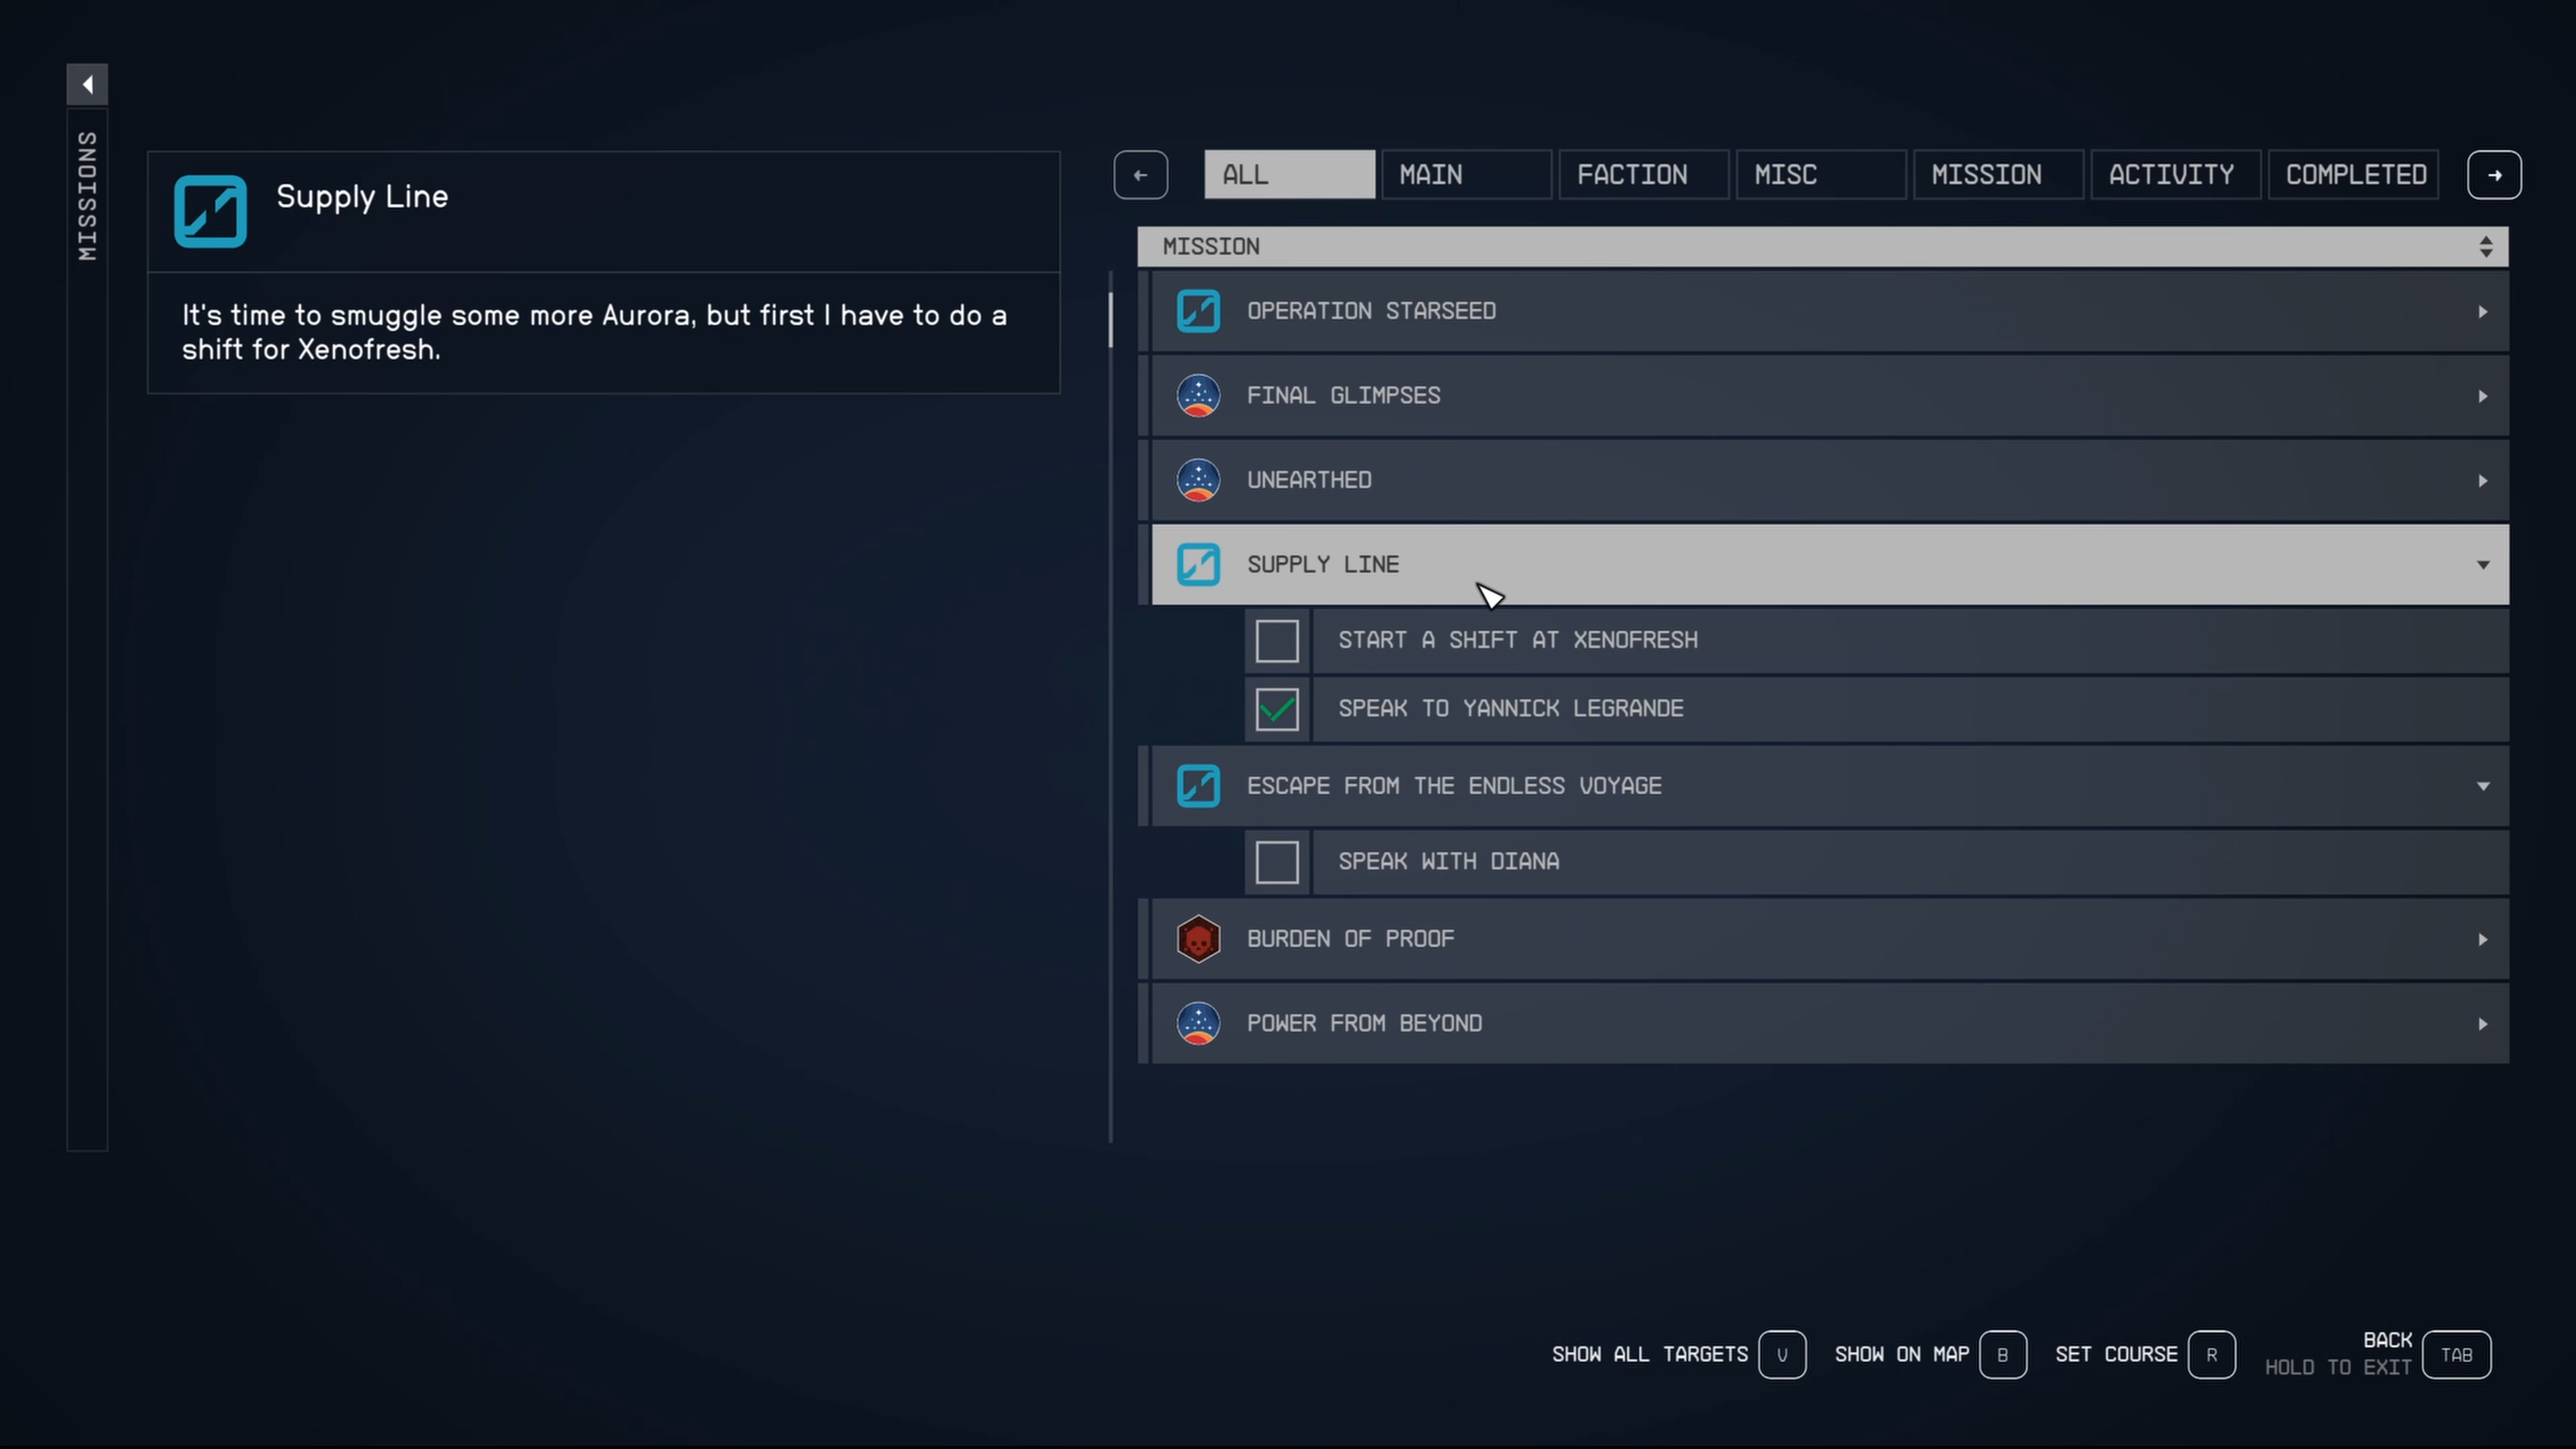 MISSIONS
Supply Line
It's time to smuggle some more Aurora, but first I have to do a
shift for Xenofresh.
ALL
MAIN
FACTION
MISC
MISSION
ACTIVITY
COMPLETED
MISSION
OPERATION STARSEED
FINAL GLIMPSES
UNEARTHED
SUPPLY LINE
START A SHIFT AT XENOFRESH
SPEAK TO YANNICK LEGRANDE
ESCAPE FROM THE ENDLESS VOYAGE
SPEAK WITH DIANA
BURDEN OF PROOF
POWER FROM BEYOND
SHOW ALL TARGETS V
SHOW ON MAP B
SET COURSE R
BACK
HOLD TO EXIT
TAB